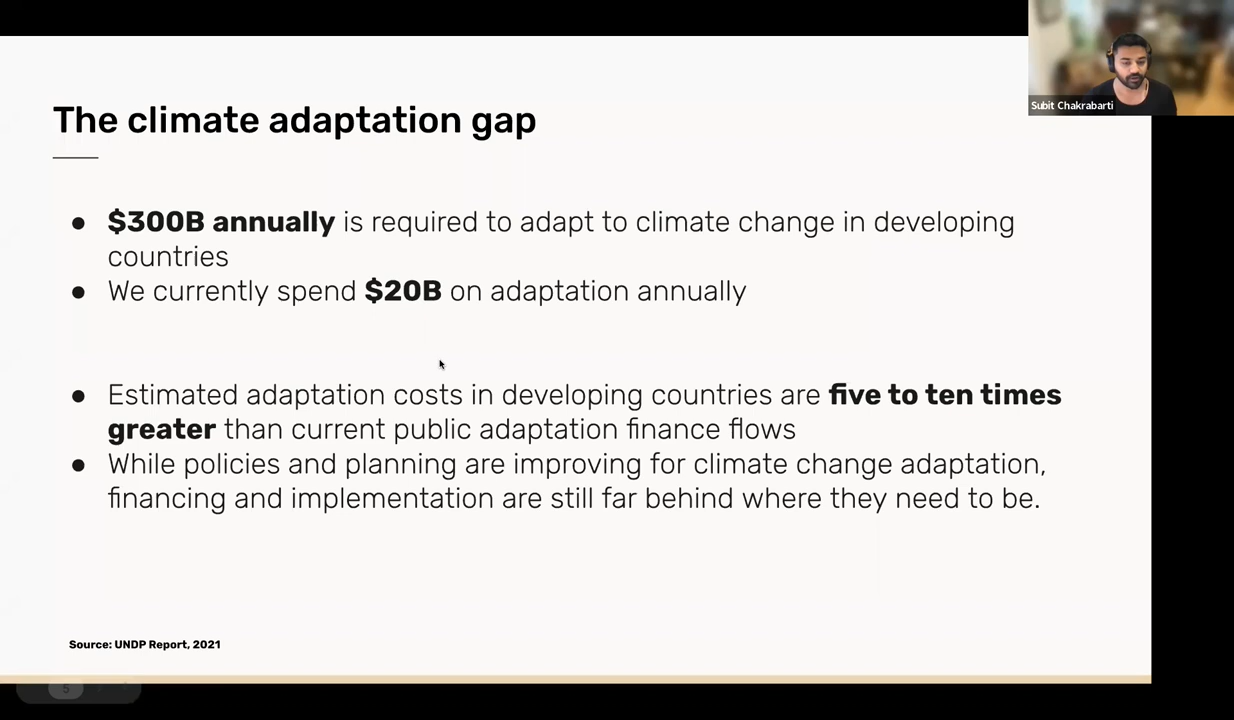 Subit Chakrabarti
The climate adaptation gap
● $300B annually is required to adapt to climate change in developing
countries
● We currently spend $20B on adaptation annually
● Estimated adaptation costs in developing countries are five to ten times
greater than current public adaptation finance flows
● While policies and planning are improving for climate change adaptation,
financing and implementation are still far behind where they need to be.
Source: UNDP Report, 2021
5